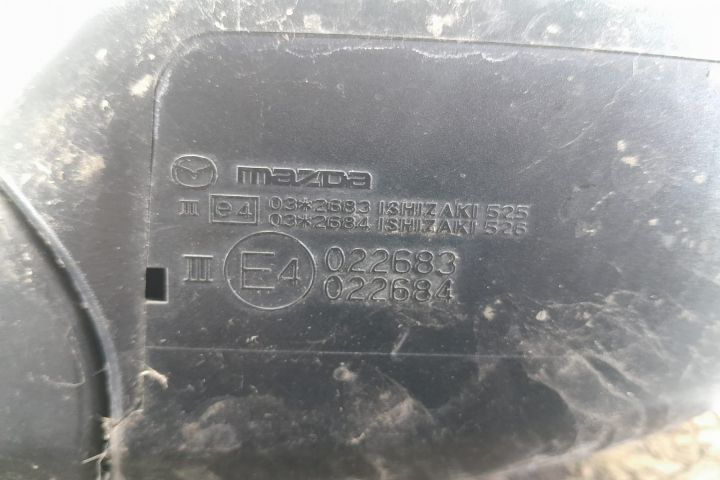 mazda
III e4 03*2683 ISHIZAKI 525
03*2684 ISHIZAKI 526
III E4 022683
022684